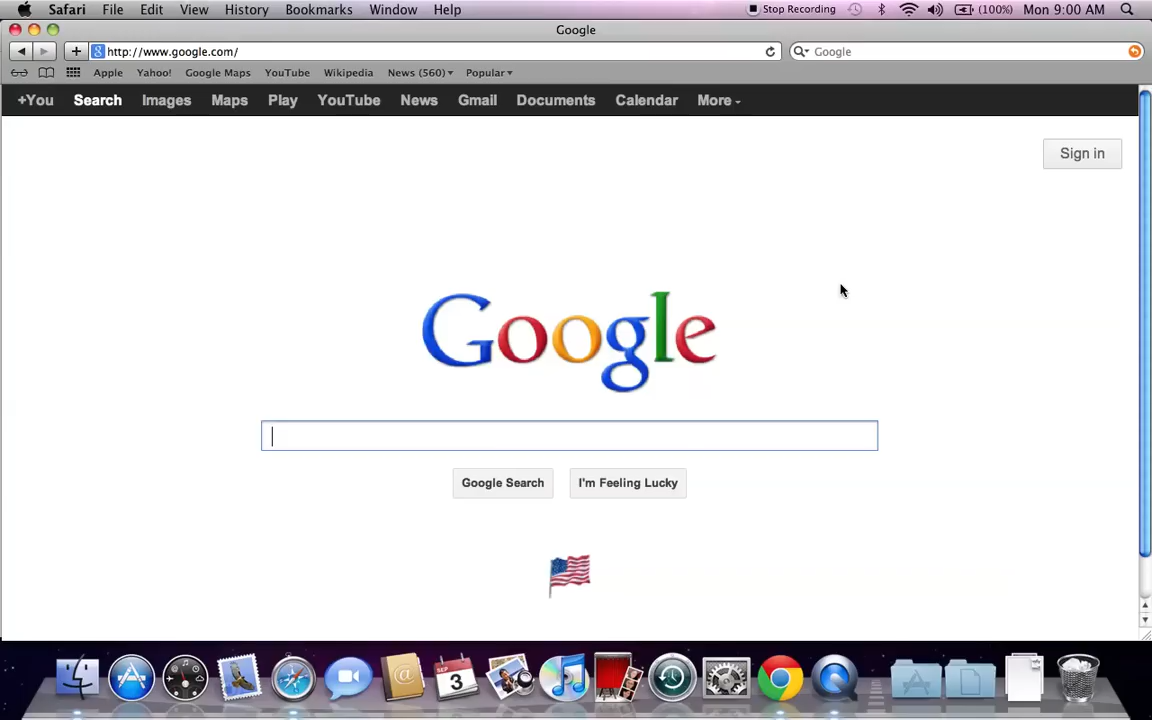 Safari File Edit View History Bookmarks Window Help Stop Recording (100%) Mon 9:00 AM
Google
http://www.google.com/ Google
Apple Yahoo! Google Maps YouTube Wikipedia News (560) Popular
+You Search Images Maps Play YouTube News Gmail Documents Calendar More
Sign in
Google
Google Search I'm Feeling Lucky
SEP
3